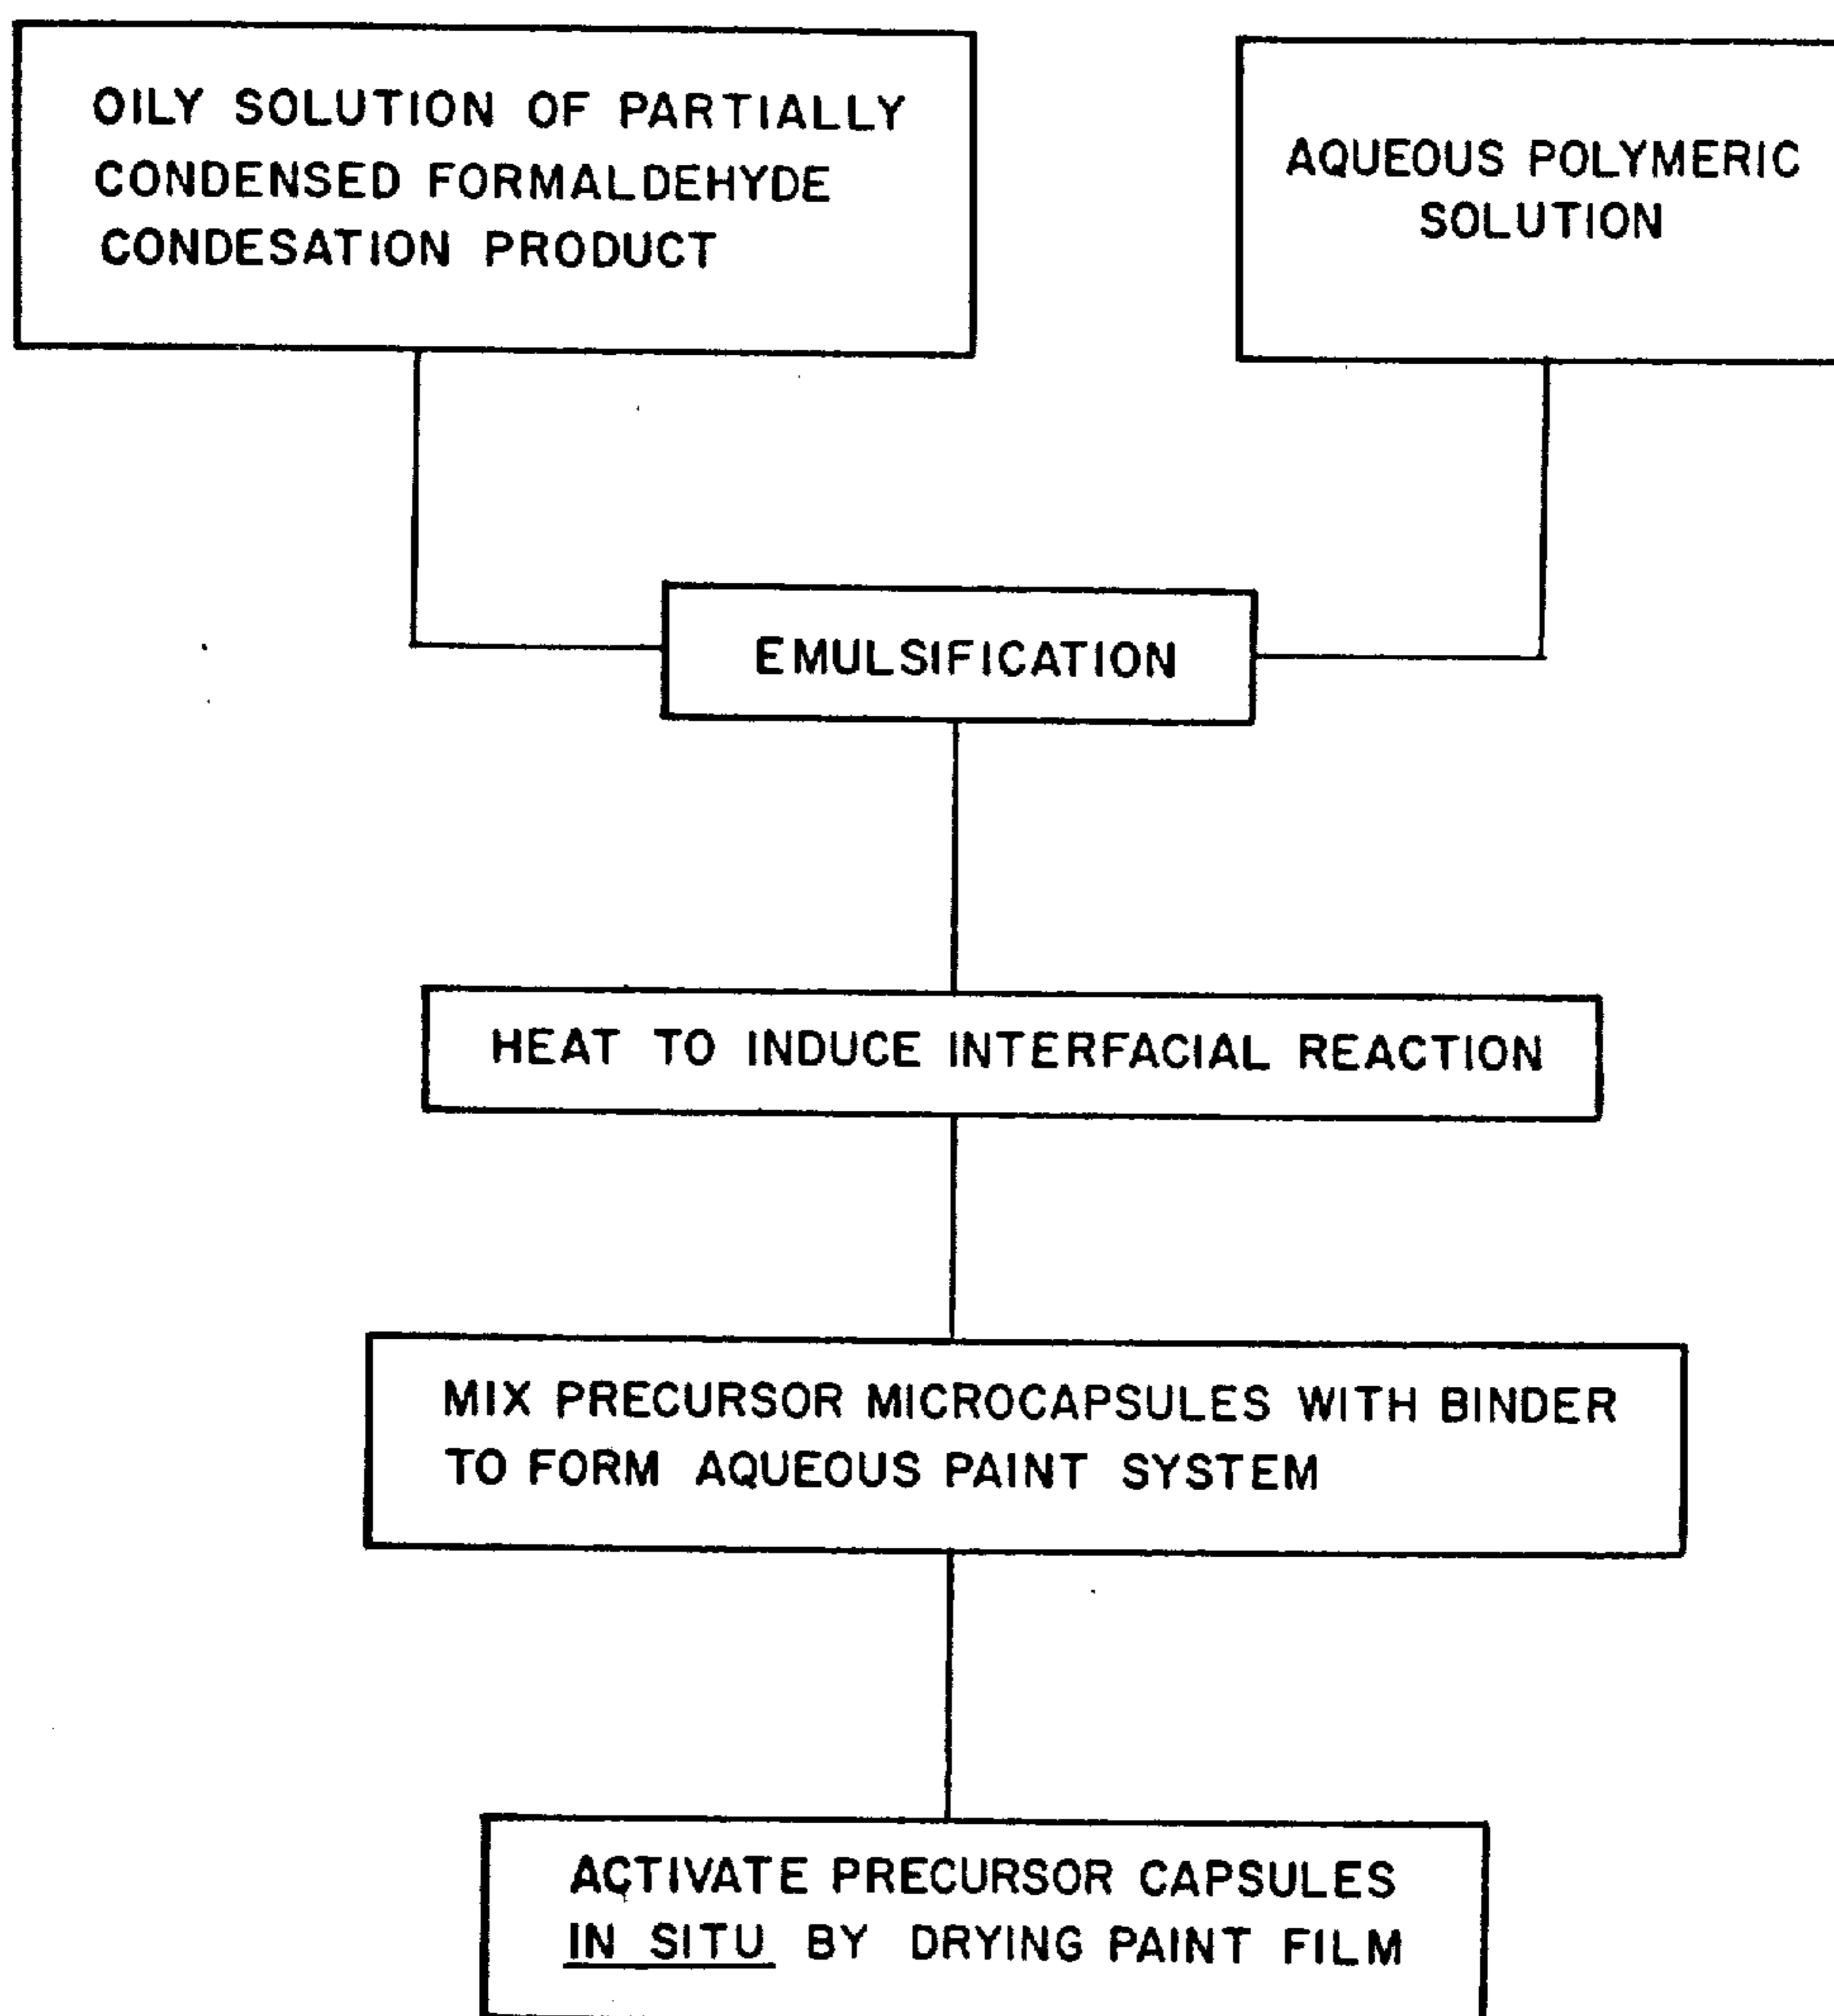 OILY SOLUTION OF PARTIALLY
CONDENSED FORMALDEHYDE
CONDESATION PRODUCT
AQUEOUS POLYMERIC
SOLUTION
EMULSIFICATION
HEAT TO INDUCE INTERFACIAL REACTION
MIX PRECURSOR MICROCAPSULES WITH BINDER
TO FORM AQUEOUS PAINT SYSTEM
ACTIVATE PRECURSOR CAPSULES
IN SITU BY DRYING PAINT FILM